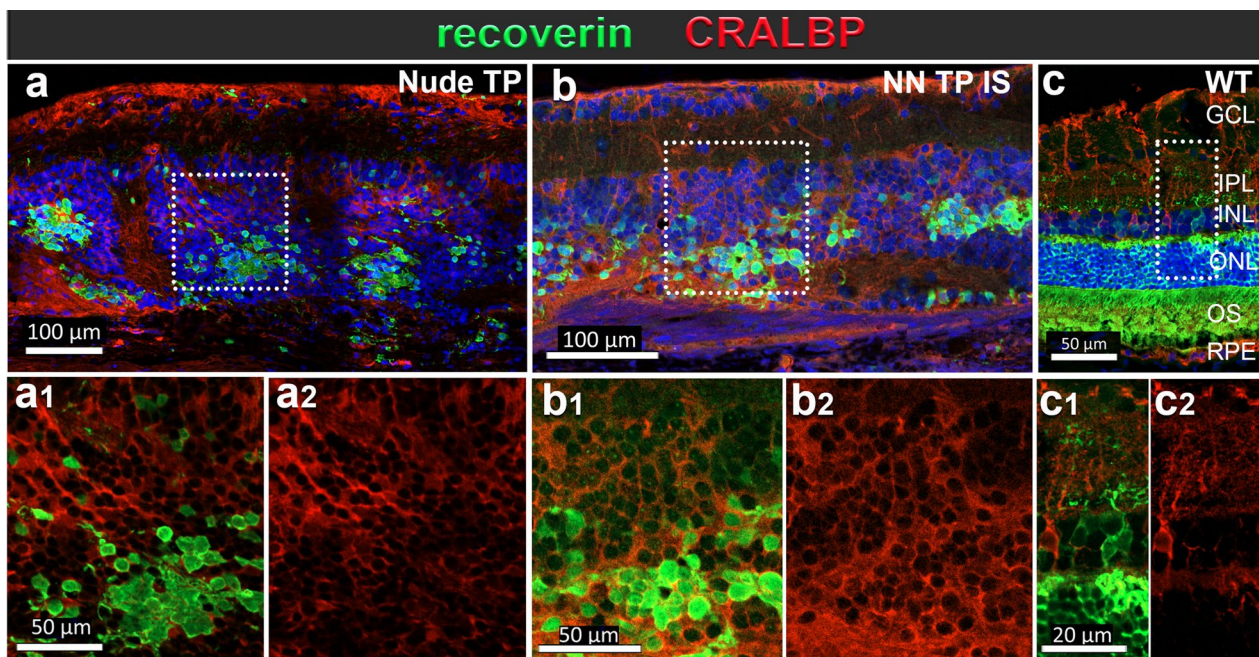 recoverin CRALBP
a Nude TP
100 µm
b NN TP IS
100 µm
c WT
GCL
IPL
INL
ONL
OS
50 µm
RPE
a1
50 µm
a2
b1
50 µm
b2
c1
20 µm
c2